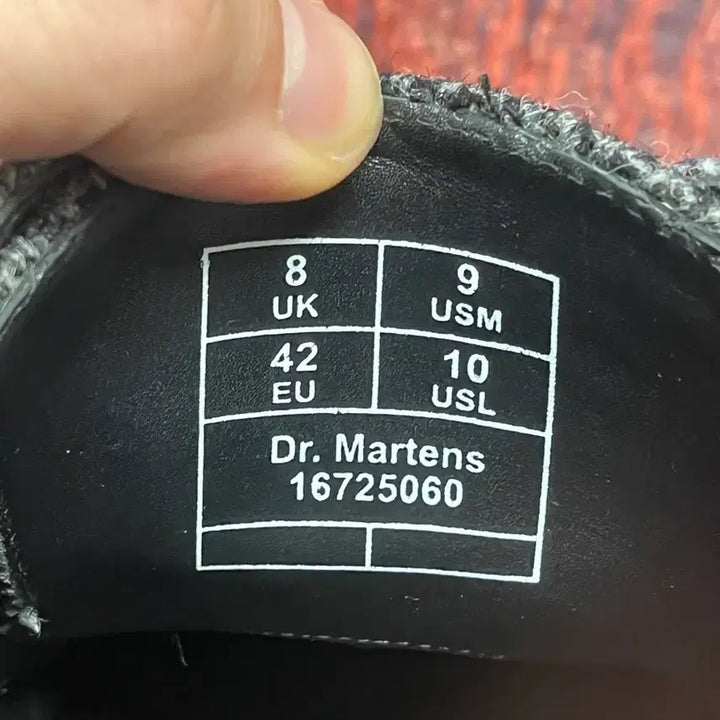 8 9
UK USM
42 10
EU USL
Dr. Martens
16725060